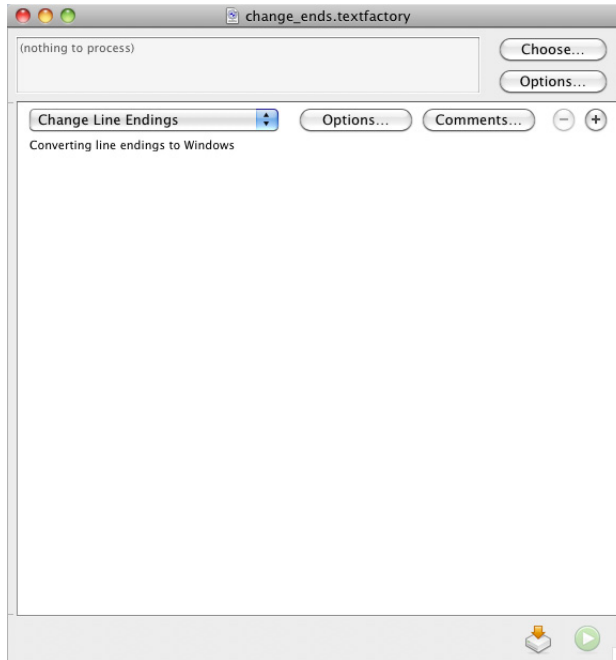 change_ends.textfactory
(nothing to process)
Choose...
Options...
Change Line Endings
Options...
Comments...
Converting line endings to Windows